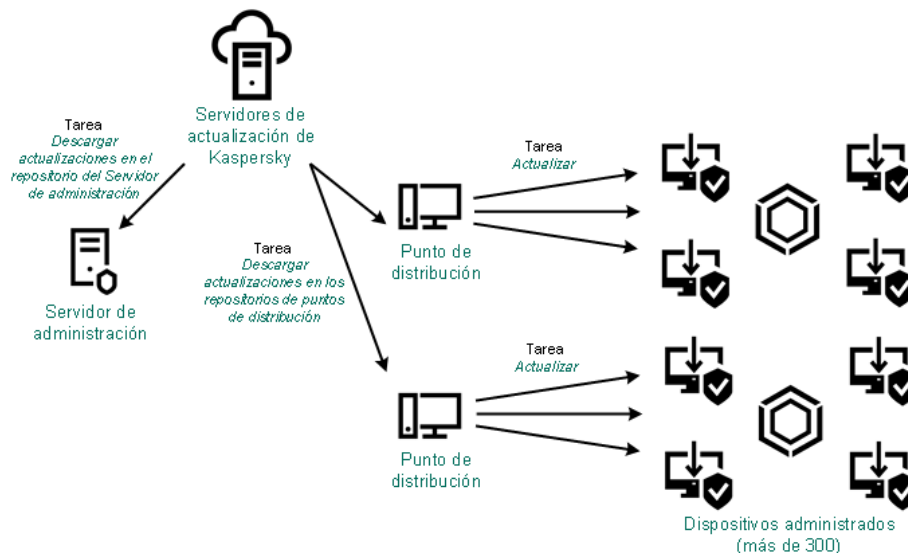 Servidores de
actualización de
Kaspersky
Tarea
Descargar
actualizaciones en el
repositorio del Servidor
de administración
Servidor de
administración
Tarea
Descargar
actualizaciones en los
repositorios de puntos
de distribución
Tarea
Actualizar
Punto de
distribución
Tarea
Actualizar
Punto de
distribución
Dispositivos administrados
(más de 300)